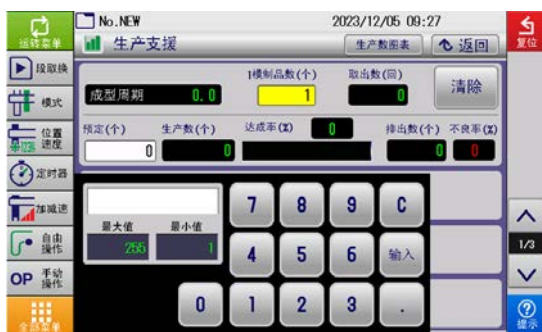 No.NEW 2023/12/05 09:27
运转菜单
生产支援
生产数图表
返回
复位
段取换
模式
位置
速度
定时器
加减速
自由
操作
OP 手动
操作
全部菜单
成型周期 0.0
1模制品数(个)
1
取出数(回)
0
清除
预定(个)
0
生产数(个)
0
达成率(%) 0
排出数(个)
0
不良率(%)
0
最大值 最小值
255 1
7 8 9 C
4 5 6 输入
0 1 2 3 .
1/3
提示